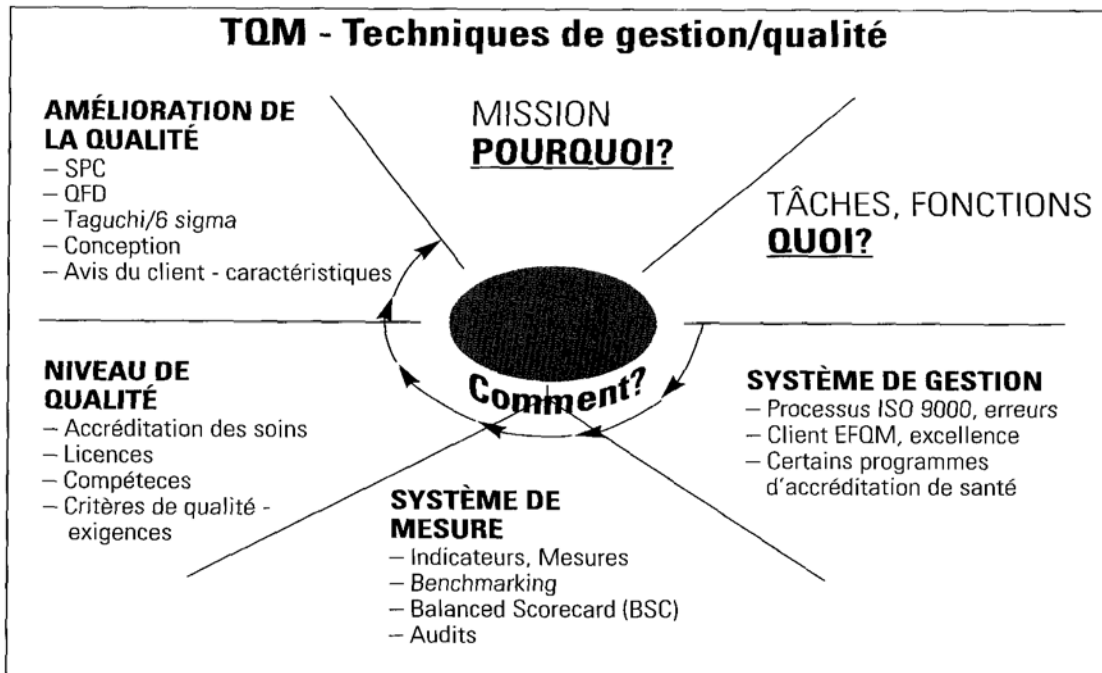 TQM - Techniques de gestion/qualité
AMÉLIORATION DE
LA QUALITÉ
– SPC
– QFD
– Taguchi/6 sigma
– Conception
– Avis du client - caractéristiques
MISSION
POURQUOI?
TÂCHES, FONCTIONS
QUOI?
Comment?
NIVEAU DE
QUALITÉ
– Accréditation des soins
– Licences
– Compéteces
– Critères de qualité -
exigences
SYSTÈME DE
MESURE
– Indicateurs, Mesures
– Benchmarking
– Balanced Scorecard (BSC)
– Audits
SYSTÈME DE GESTION
– Processus ISO 9000, erreurs
– Client EFQM, excellence
– Certains programmes
d'accréditation de santé